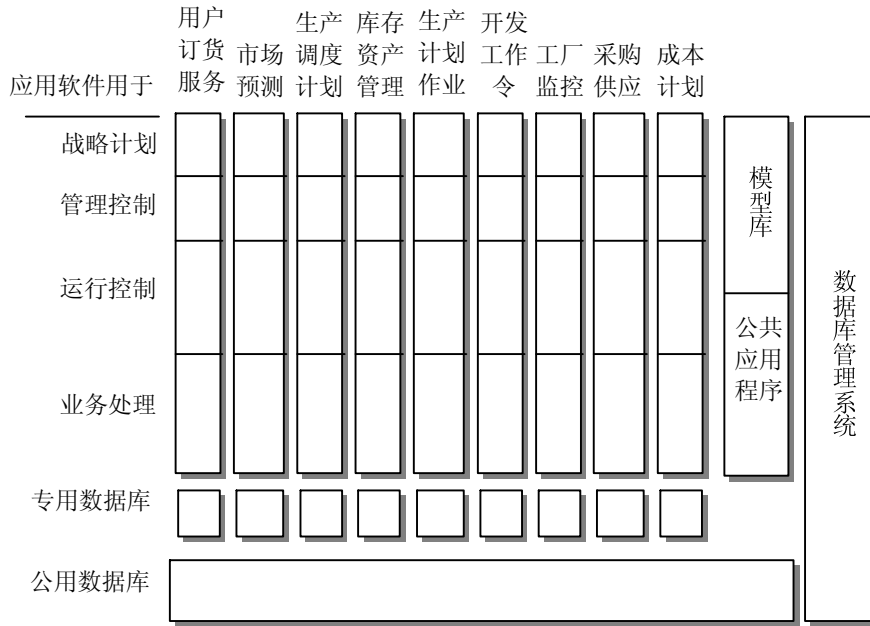 用户
订货
服务
市场
预测
生产
调度
计划
库存
资产
管理
生产
计划
作业
开发
工作
令
工厂
监控
采购
供应
成本
计划
应用软件用于
战略计划
管理控制
运行控制
业务处理
专用数据库
公用数据库
模型库
公共
应用
程序
数据库管理系统